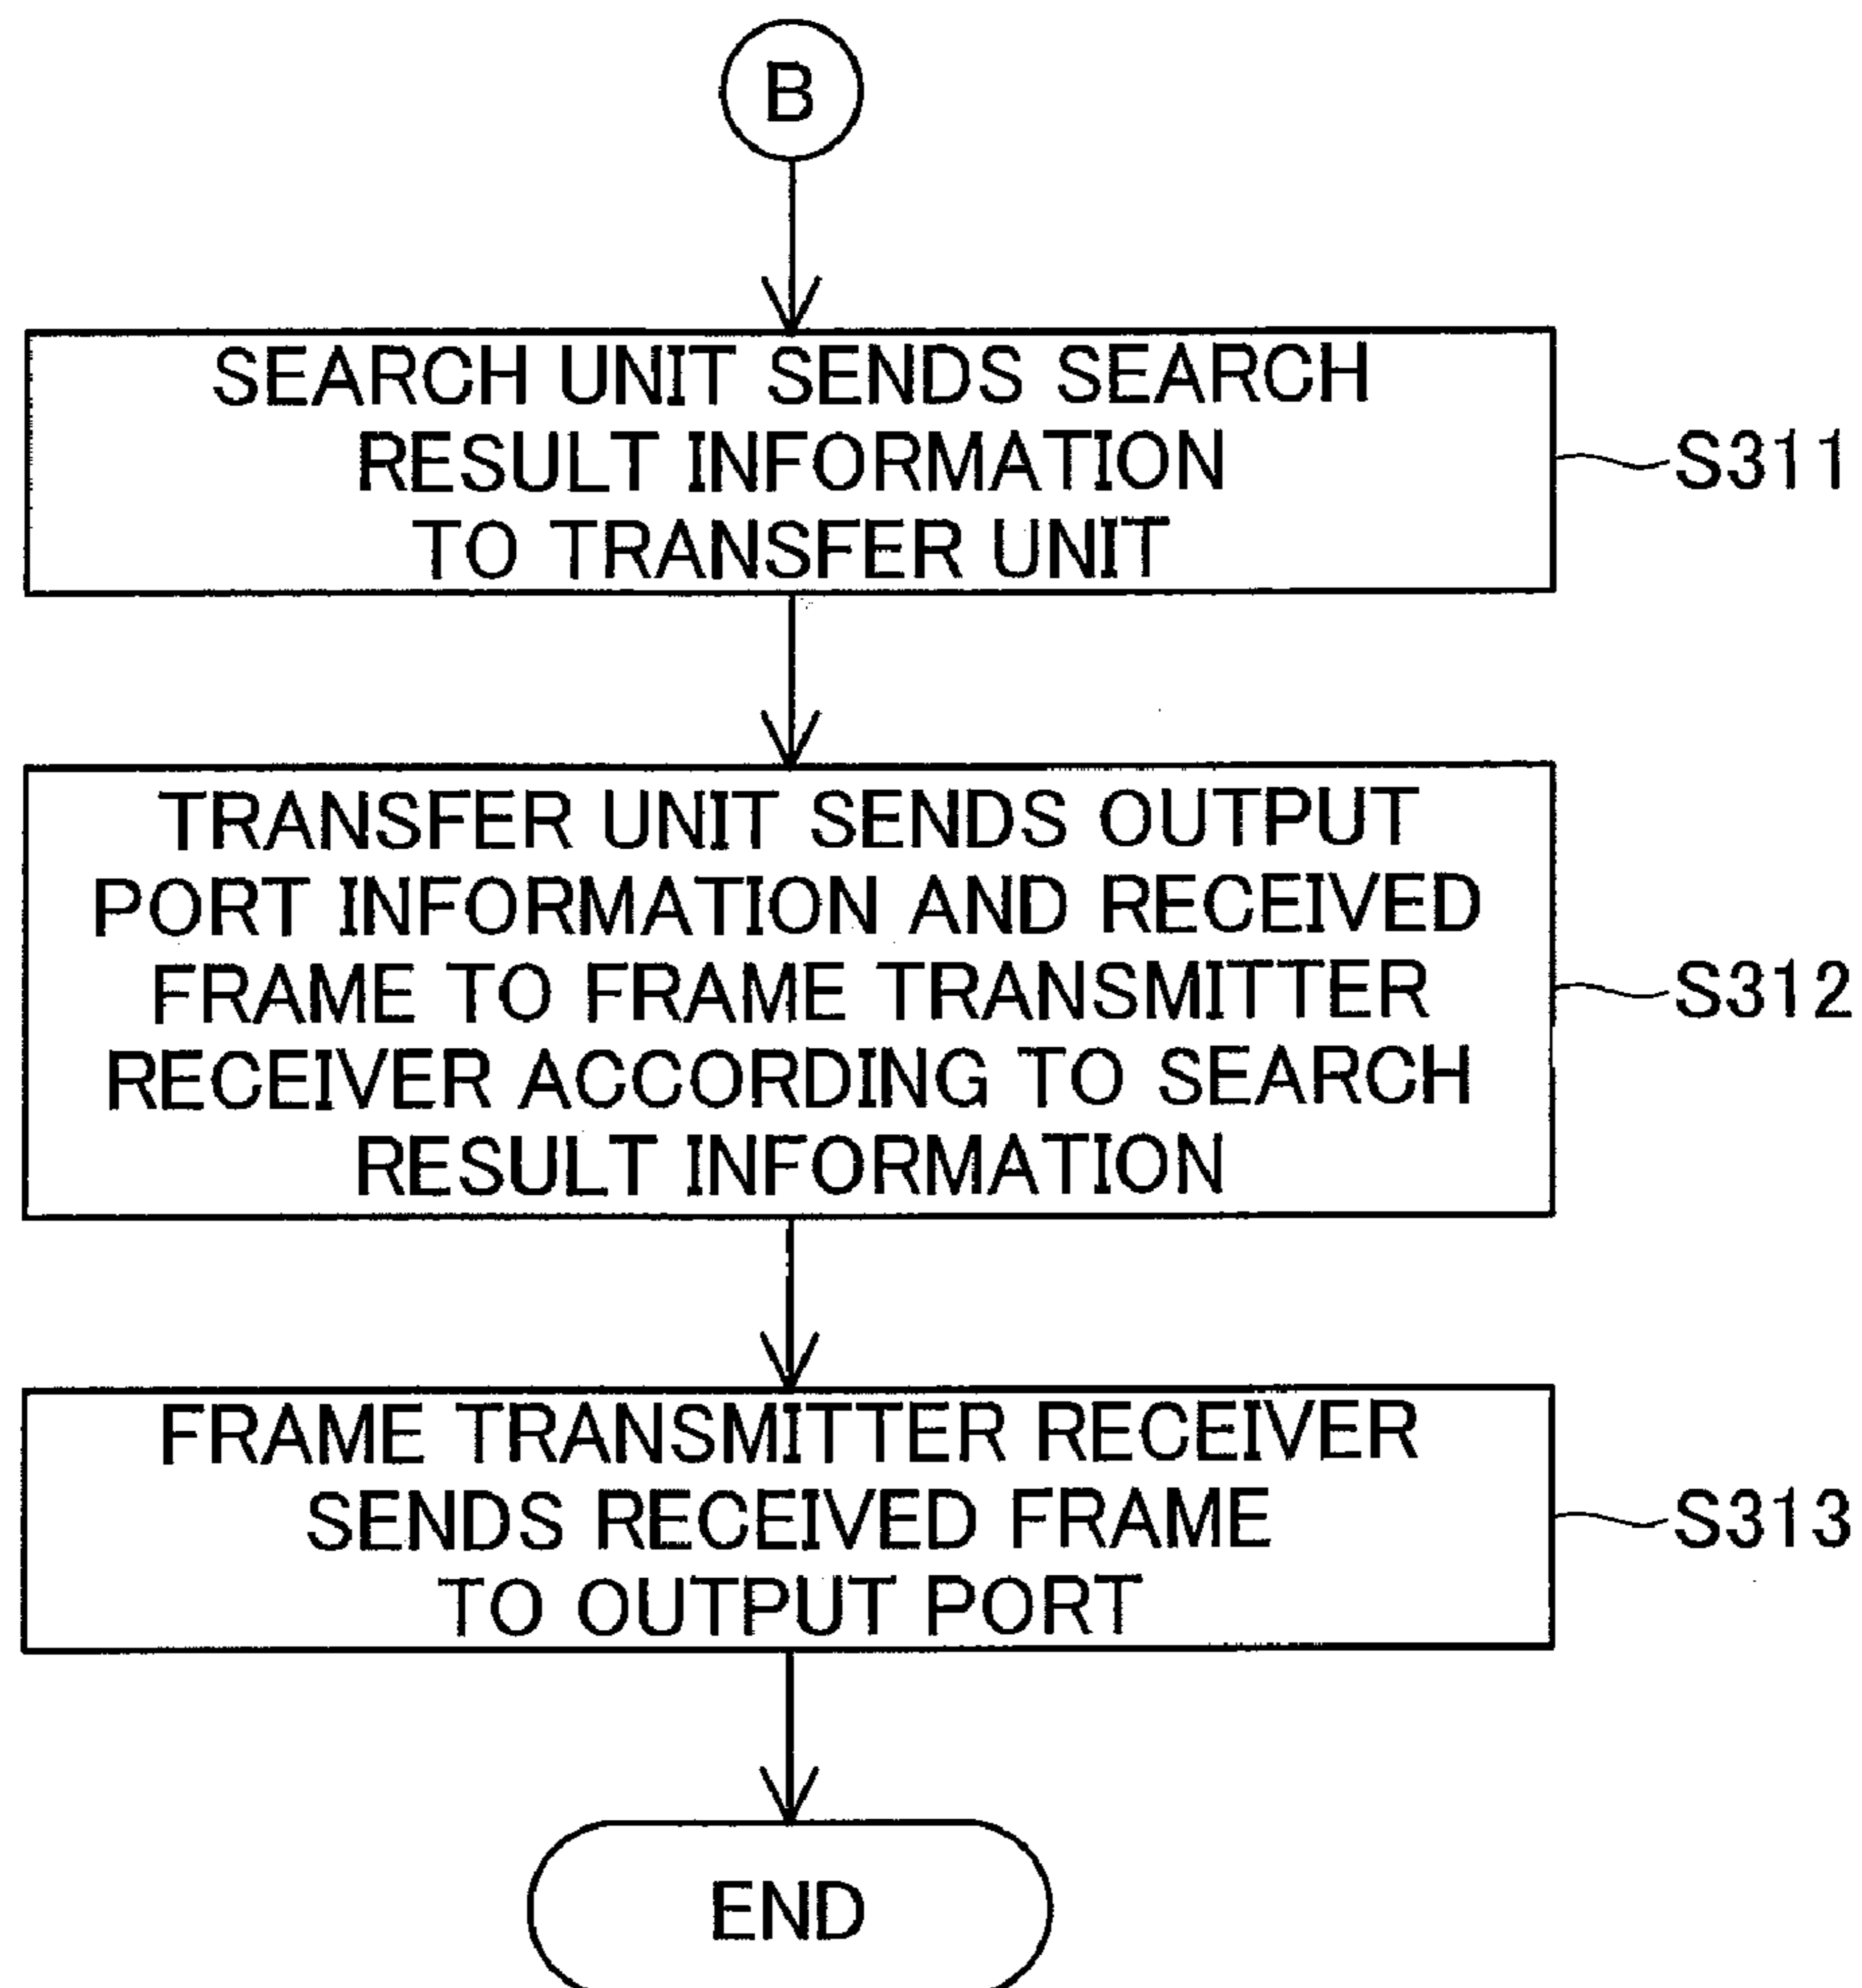 B
SEARCH UNIT SENDS SEARCH
RESULT INFORMATION
TO TRANSFER UNIT
S311
TRANSFER UNIT SENDS OUTPUT
PORT INFORMATION AND RECEIVED
FRAME TO FRAME TRANSMITTER
RECEIVER ACCORDING TO SEARCH
RESULT INFORMATION
S312
FRAME TRANSMITTER RECEIVER
SENDS RECEIVED FRAME
TO OUTPUT PORT
S313
END